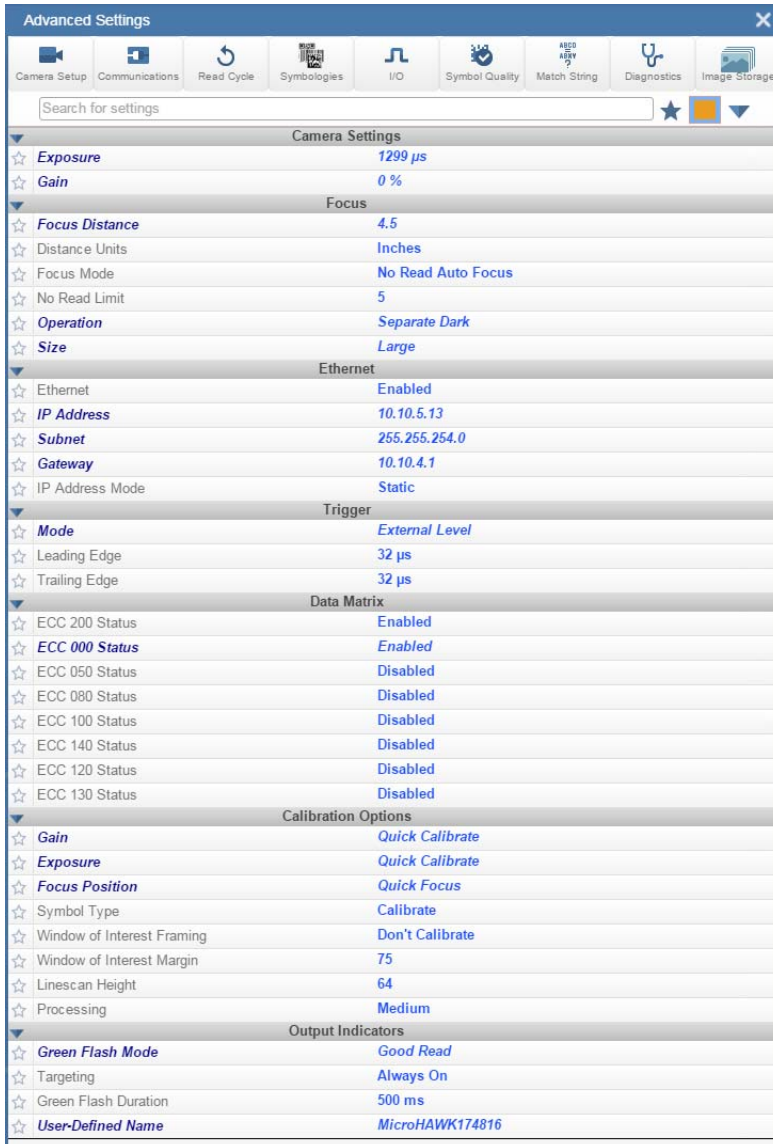 Advanced Settings
Camera Setup Communications Read Cycle Symbologies I/O Symbol Quality Match String Diagnostics Image Storage
Search for settings
Camera Settings
Exposure 1299 µs
Gain 0 %
Focus
Focus Distance 4.5
Distance Units Inches
Focus Mode No Read Auto Focus
No Read Limit 5
Operation Separate Dark
Size Large
Ethernet
Ethernet Enabled
IP Address 10.10.5.13
Subnet 255.255.254.0
Gateway 10.10.4.1
IP Address Mode Static
Trigger
Mode External Level
Leading Edge 32 µs
Trailing Edge 32 µs
Data Matrix
ECC 200 Status Enabled
ECC 000 Status Enabled
ECC 050 Status Disabled
ECC 080 Status Disabled
ECC 100 Status Disabled
ECC 140 Status Disabled
ECC 120 Status Disabled
ECC 130 Status Disabled
Calibration Options
Gain Quick Calibrate
Exposure Quick Calibrate
Focus Position Quick Focus
Symbol Type Calibrate
Window of Interest Framing Don't Calibrate
Window of Interest Margin 75
Linescan Height 64
Processing Medium
Output Indicators
Green Flash Mode Good Read
Targeting Always On
Green Flash Duration 500 ms
User-Defined Name MicroHAWK174816